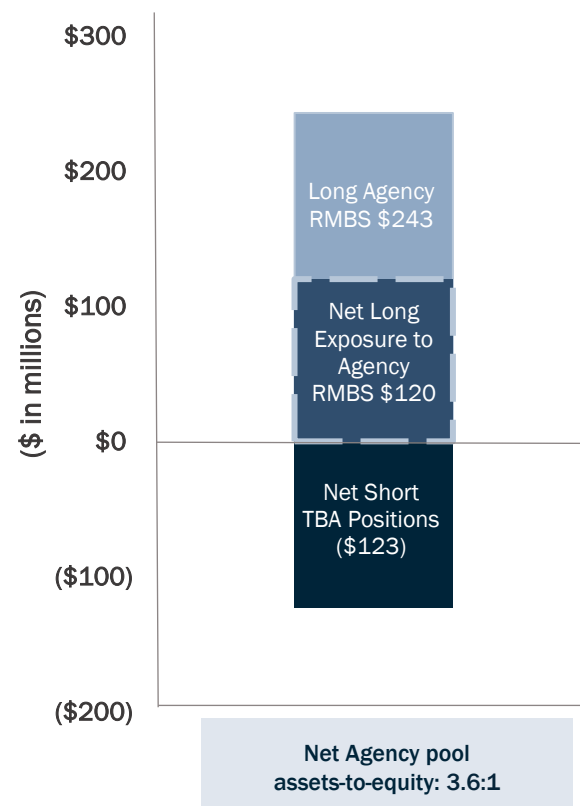 $300
$200
$100
$0
($100)
($200)
($ in millions)
Long Agency
RMBS $243
Net Long
Exposure to
Agency
RMBS $120
Net Short
TBA Positions
($123)
Net Agency pool
assets-to-equity: 3.6:1